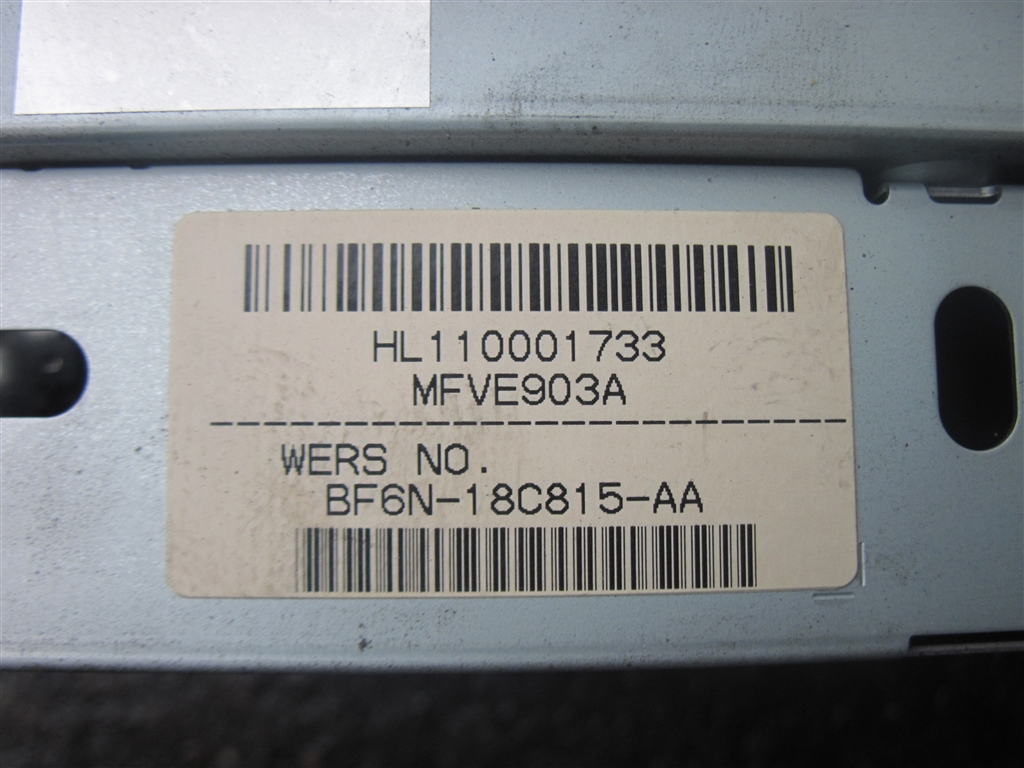 HL110001733
MFVE903A
WERS NO.
BF6N-18C815-AA